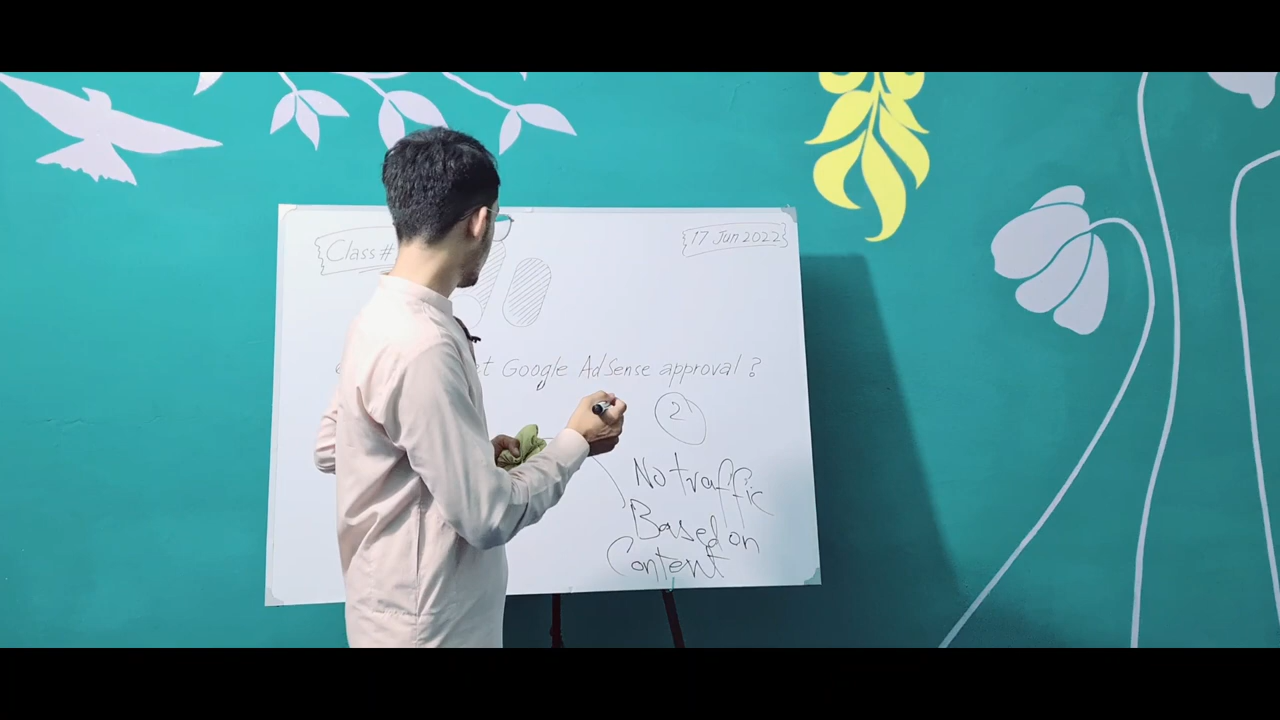 Class #
17 Jun 2022
t Google AdSense approval ?
2
No traffic
Based on
Content